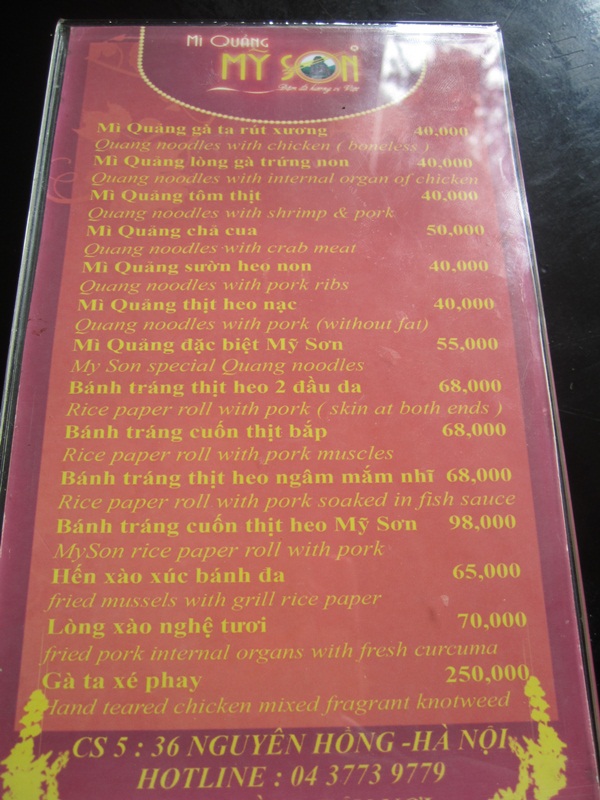 MÌ QUẢNG
MỸ SƠN
Mì Quảng gà ta rút xương 40,000
Quang noodles with chicken ( boneless )
Mì Quảng lòng gà trứng non 40,000
Quang noodles with internal organ of chicken
Mì Quảng tôm thịt 40,000
Quang noodles with shrimp & pork
Mì Quảng chả cua 50,000
Quang noodles with crab meat
Mì Quảng sườn heo non 40,000
Quang noodles with pork ribs
Mì Quảng thịt heo nạc 40,000
Quang noodles with pork (without fat)
Mì Quảng đặc biệt Mỹ Sơn 55,000
My Son special Quang noodles
Bánh tráng thịt heo 2 đầu da 68,000
Rice paper roll with pork ( skin at both ends )
Bánh tráng cuốn thịt bắp 68,000
Rice paper roll with pork muscles
Bánh tráng thịt heo ngâm mắm nhĩ 68,000
Rice paper roll with pork soaked in fish sauce
Bánh tráng cuốn thịt heo Mỹ Sơn 98,000
MySon rice paper roll with pork
Hến xào xúc bánh đa 65,000
fried mussels with grill rice paper
Lòng xào nghệ tươi 70,000
fried pork internal organs with fresh curcuma
Gà ta xé phay 250,000
Hand teared chicken mixed fragrant knotweed
CS 5 : 36 NGUYÊN HỒNG -HÀ NỘI
HOTLINE : 04 3773 9779